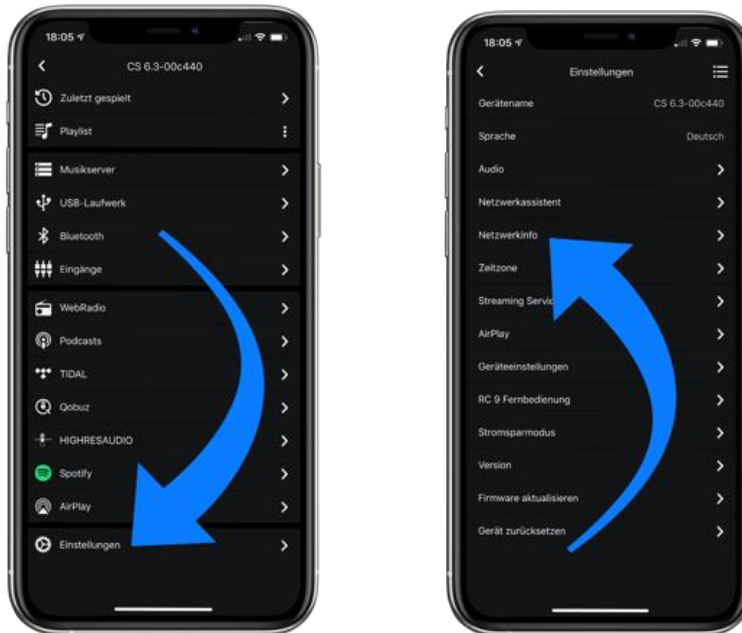 18:05
CS 6.3-00c440
Zuletzt gespielt
Playlist
Musikserver
USB-Laufwerk
Bluetooth
Eingänge
WebRadio
Podcasts
TIDAL
Qobuz
HIGHRESAUDIO
Spotify
AirPlay
Einstellungen
18:05
Einstellungen
Gerätename CS 6.3-00c440
Sprache Deutsch
Audio
Netzwerkassistent
Netzwerkinfo
Zeitzone
Streaming Servic
AirPlay
Geräteeinstellungen
RC 9 Fernbedienung
Stromsparmodus
Version
Firmware aktualisieren
Gerät zurücksetzen